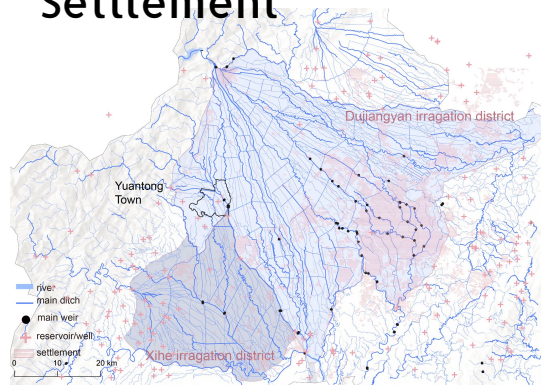 Settlement
Dujiangyan irragation district
Yuantong
Town
river
main ditch
main weir
reservoir/well
settlement
0 10 20 km
Xihe irragation district